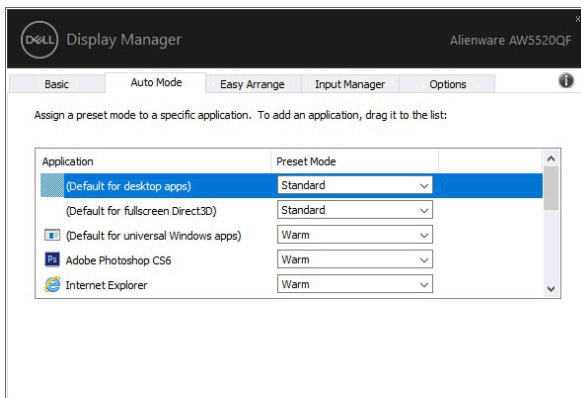 DELL Display Manager Alienware AW5520QF
Basic Auto Mode Easy Arrange Input Manager Options
Assign a preset mode to a specific application. To add an application, drag it to the list:
Application Preset Mode
(Default for desktop apps) Standard
(Default for fullscreen Direct3D) Standard
(Default for universal Windows apps) Warm
Ps Adobe Photoshop CS6 Warm
Internet Explorer Warm